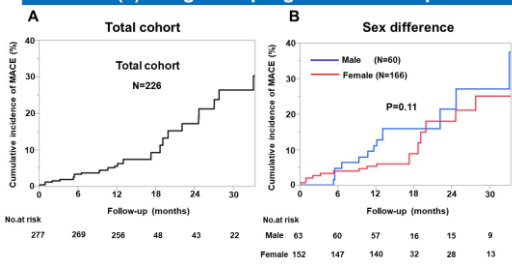 A
B
Total cohort
Sex difference
Cumulative incidence of MACE (%)
40
30
20
10
0
Total cohort
N=226
0 6 12 18 24 30
Follow-up (months)
No.at risk
277 269 256 48 43 22
Cumulative incidence of MACE (%)
40
30
20
10
0
Male (N=60)
Female (N=166)
P=0.11
0 6 12 18 24 30
Follow-up (months)
No.at risk
Male 63 60 57 16 15 9
Female 152 147 140 32 28 13